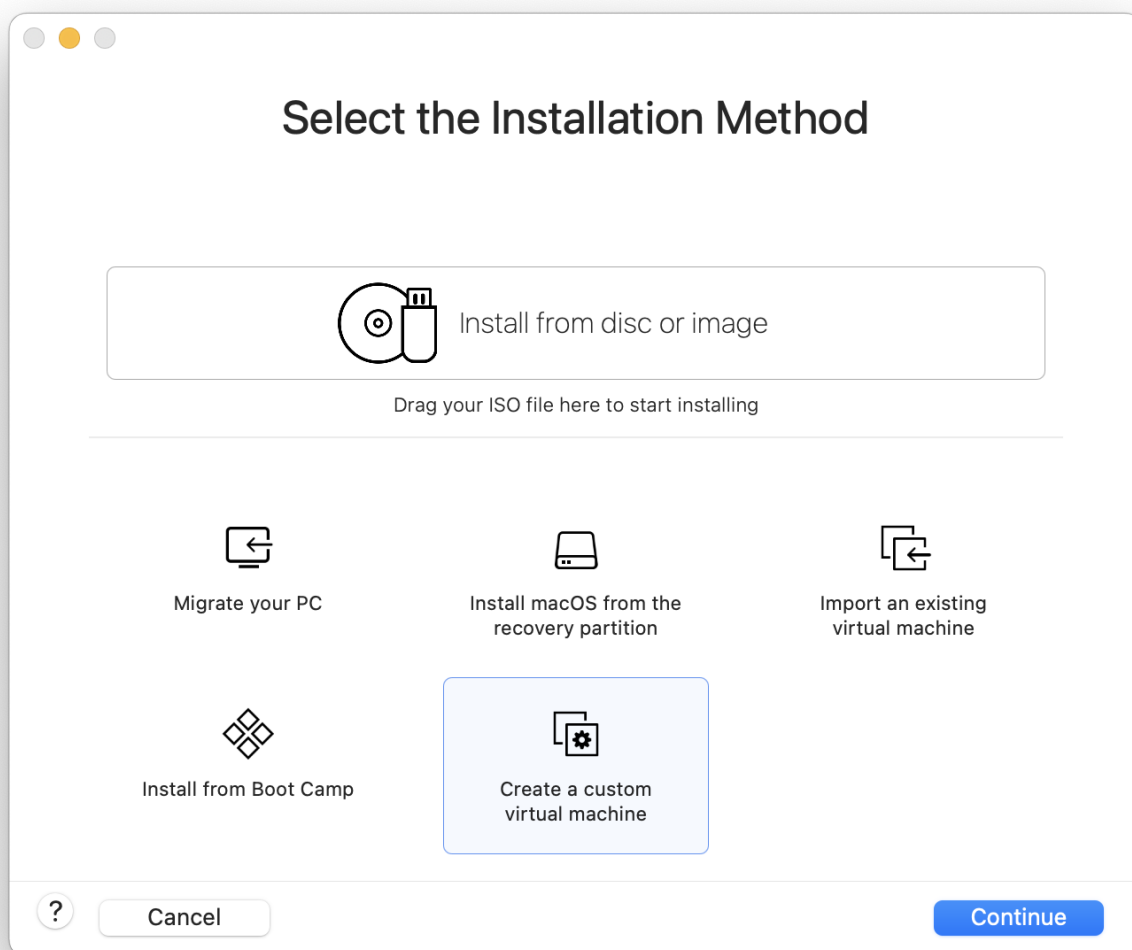 Select the Installation Method
Install from disc or image
Drag your ISO file here to start installing
Migrate your PC
Install macOS from the
recovery partition
Import an existing
virtual machine
Install from Boot Camp
Create a custom
virtual machine
?
Cancel
Continue